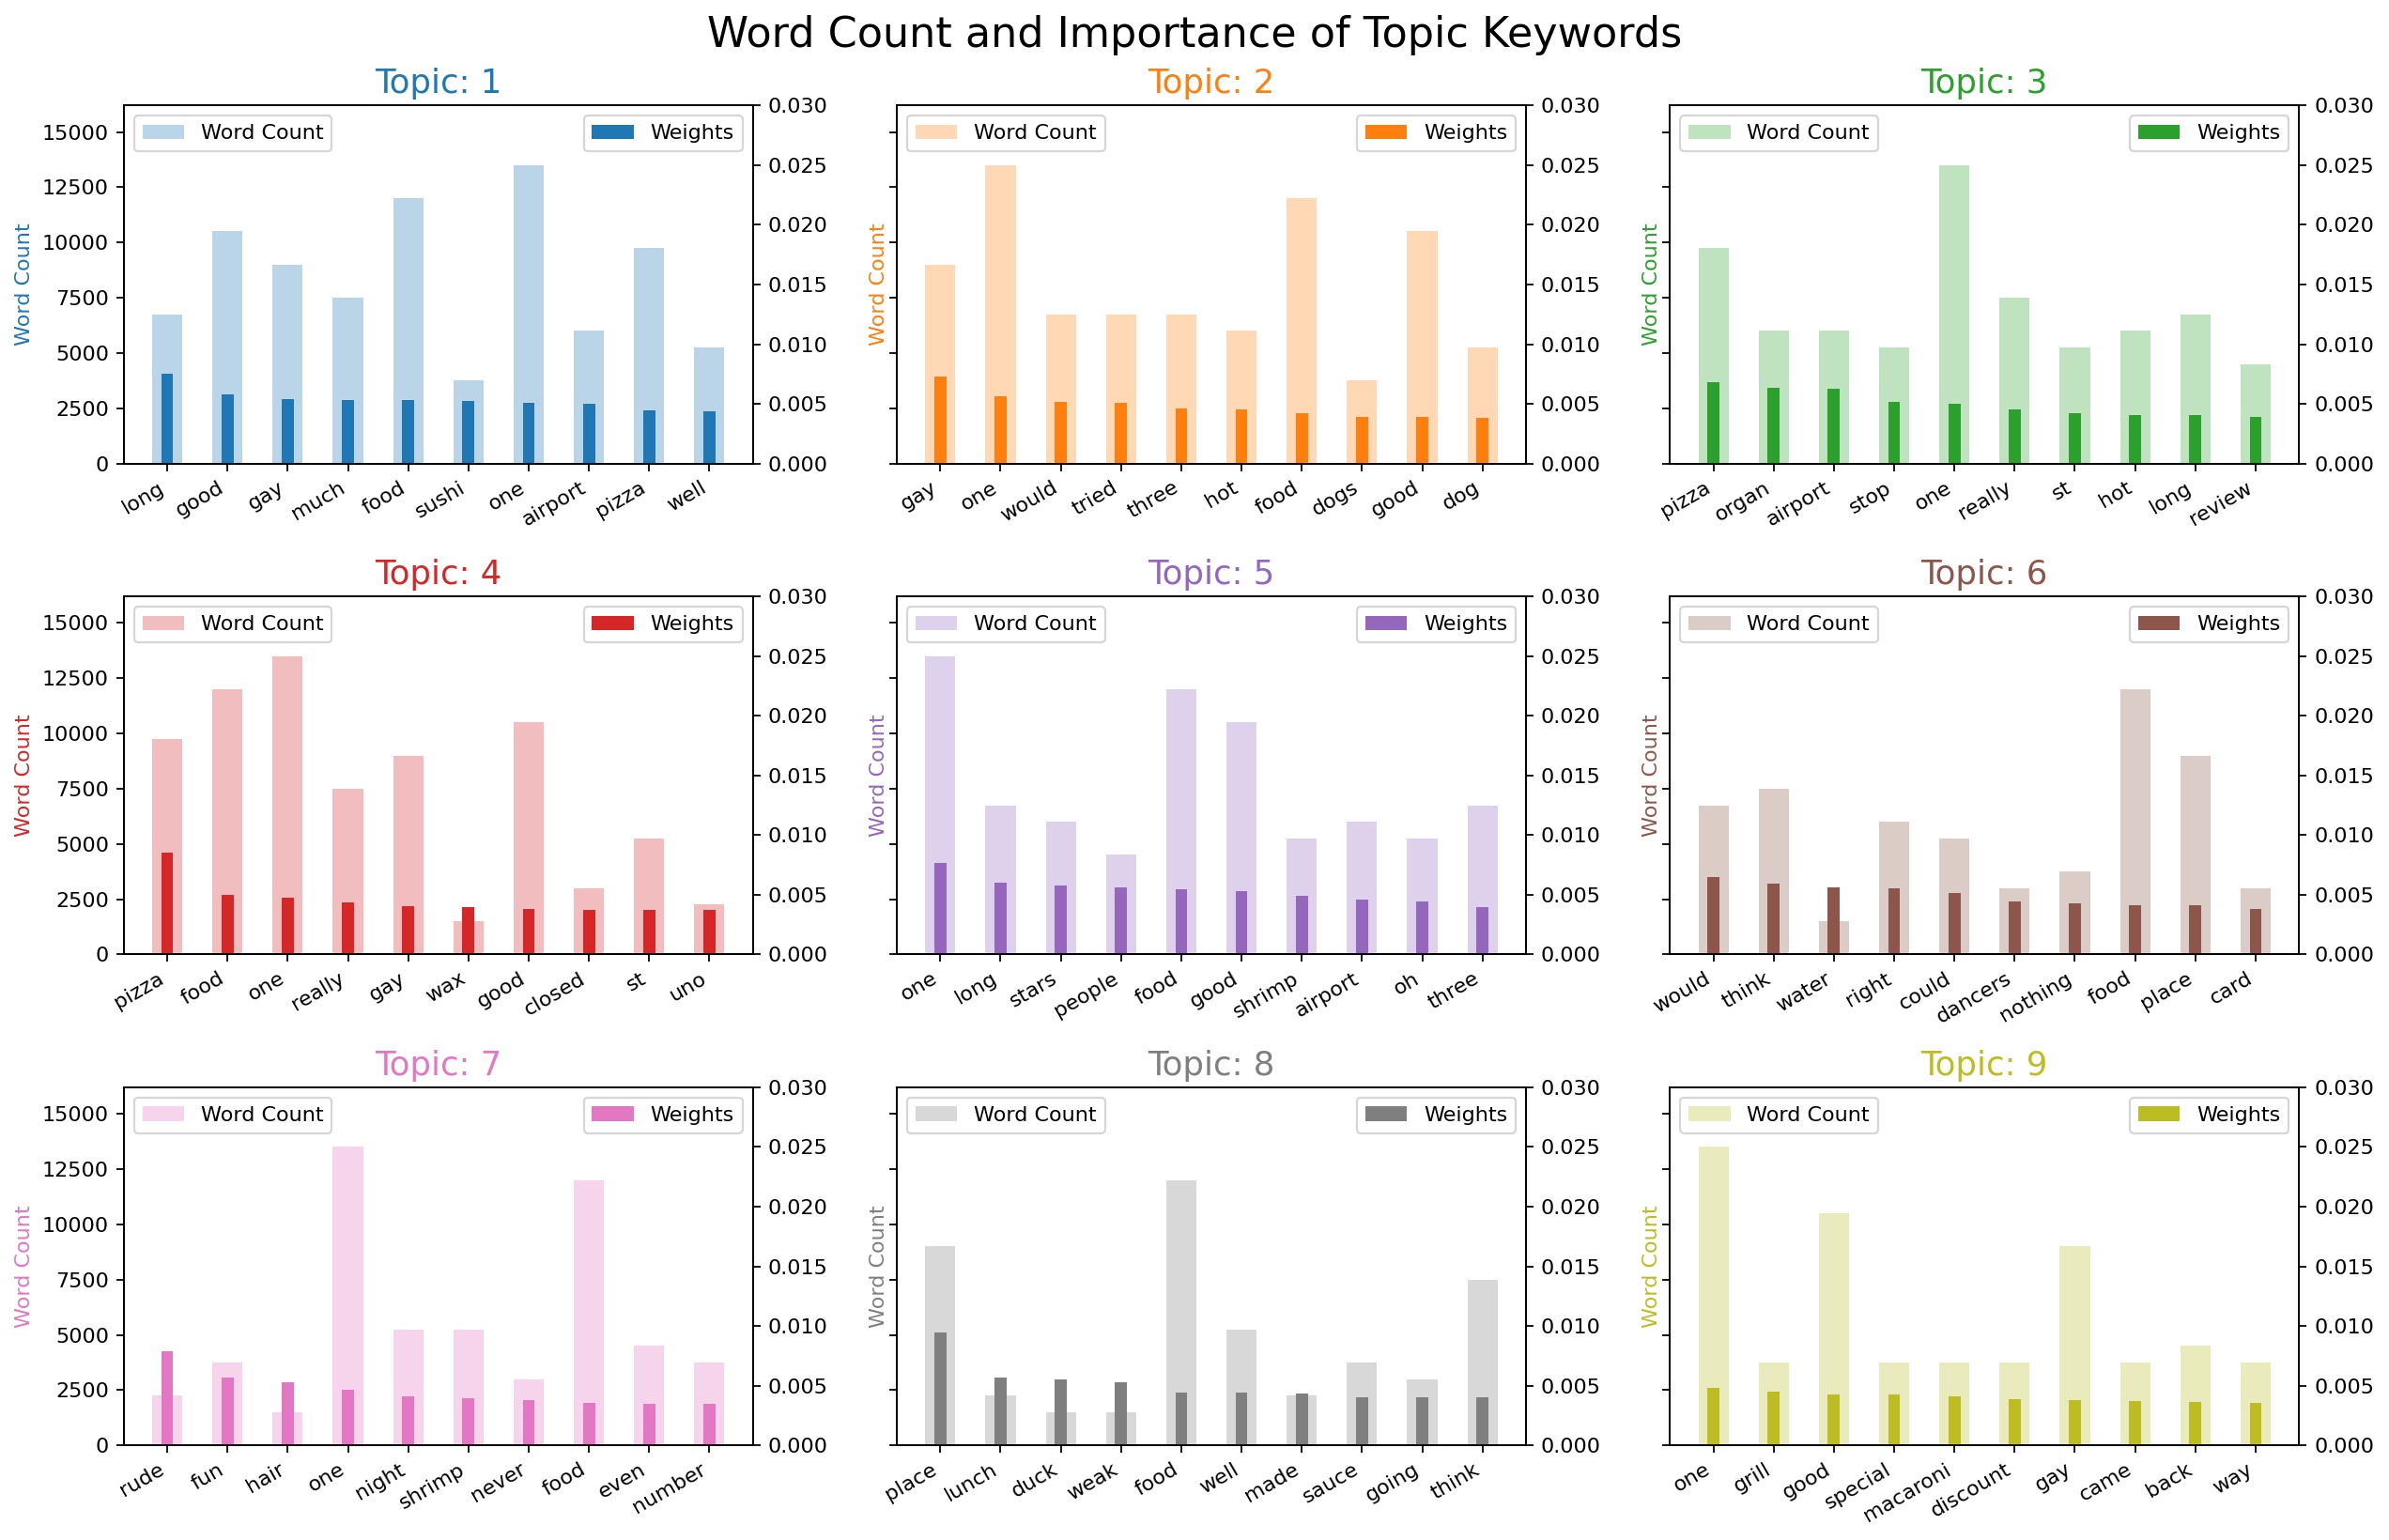 Word Count and Importance of Topic Keywords
Topic: 1
Word Count
Weights
Word Count
15000
12500
10000
7500
5000
2500
0
0.030
0.025
0.020
0.015
0.010
0.005
0.000
long good gay much food sushi one airport pizza well
Topic: 2
Word Count
Weights
Word Count
0.030
0.025
0.020
0.015
0.010
0.005
0.000
gay one would tried three hot food dogs good dog
Topic: 3
Word Count
Weights
Word Count
0.030
0.025
0.020
0.015
0.010
0.005
0.000
pizza organ airport stop one really st hot long review
Topic: 4
Word Count
Weights
Word Count
15000
12500
10000
7500
5000
2500
0
0.030
0.025
0.020
0.015
0.010
0.005
0.000
pizza food one really gay wax good closed st uno
Topic: 5
Word Count
Weights
Word Count
0.030
0.025
0.020
0.015
0.010
0.005
0.000
one long stars people food good shrimp airport oh three
Topic: 6
Word Count
Weights
Word Count
0.030
0.025
0.020
0.015
0.010
0.005
0.000
would think water right could dancers nothing food place card
Topic: 7
Word Count
Weights
Word Count
15000
12500
10000
7500
5000
2500
0
0.030
0.025
0.020
0.015
0.010
0.005
0.000
rude fun hair one night shrimp never food even number
Topic: 8
Word Count
Weights
Word Count
0.030
0.025
0.020
0.015
0.010
0.005
0.000
place lunch duck weak food well made sauce going think
Topic: 9
Word Count
Weights
Word Count
0.030
0.025
0.020
0.015
0.010
0.005
0.000
one grill good special macaroni discount gay came back way